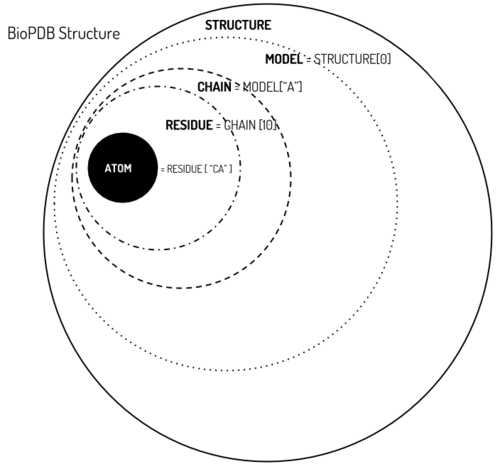 STRUCTURE
BioPDB Structure
MODEL = STRUCTURE[0]
CHAIN = MODEL["A"]
RESIDUE = CHAIN [10]
ATOM = RESIDUE [ "CA" ]